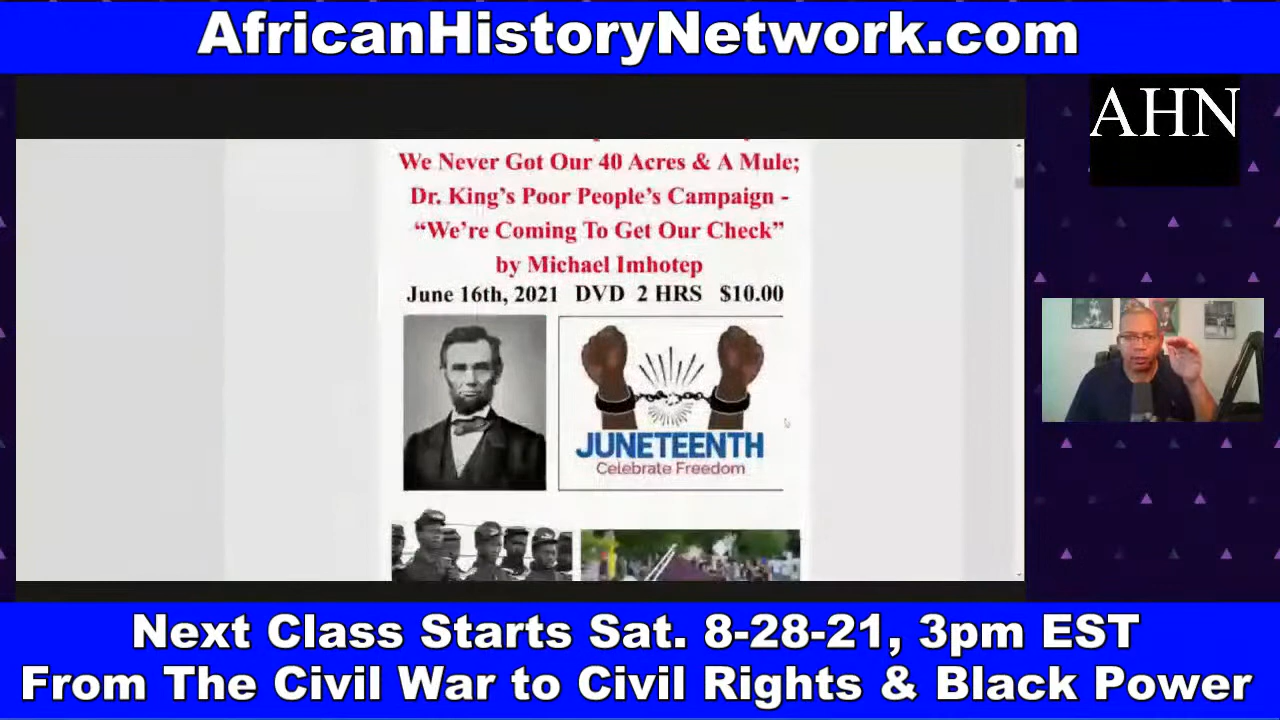 AfricanHistoryNetwork.com
AHN
We Never Got Our 40 Acres & A Mule;
Dr. King's Poor People's Campaign -
“We're Coming To Get Our Check”
by Michael Imhotep
June 16th, 2021 DVD 2 HRS $10.00
JUNETEENTH
Celebrate Freedom
Next Class Starts Sat. 8-28-21, 3pm EST
From The Civil War to Civil Rights & Black Power